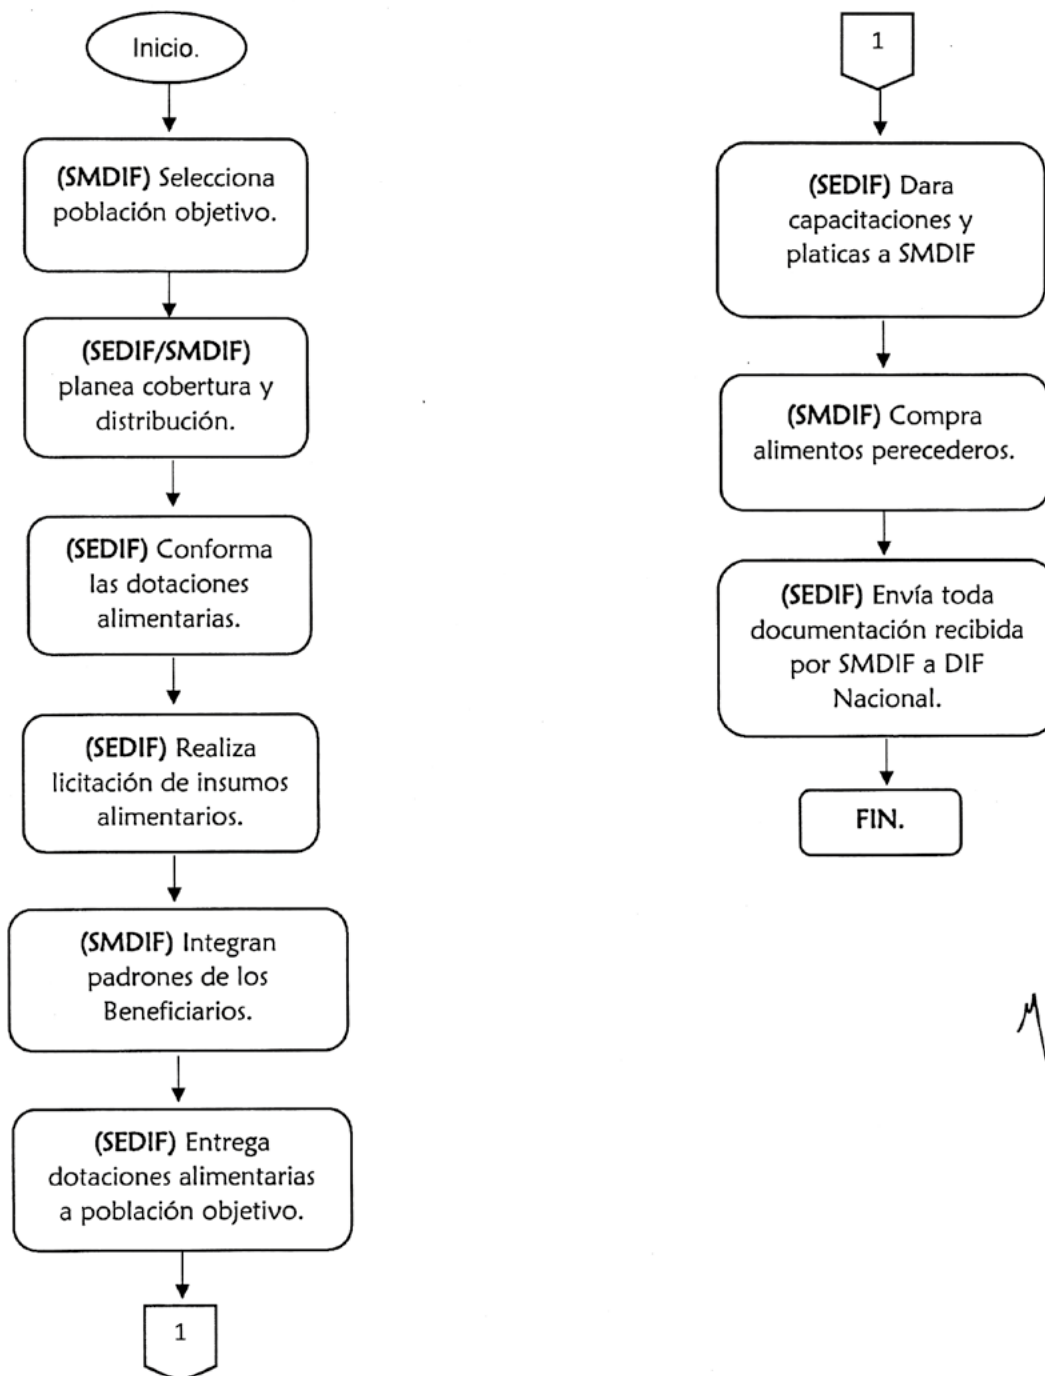 Inicio.
(SMDIF) Selecciona
población objetivo.
(SEDIF/SMDIF)
planea cobertura y
distribución.
(SEDIF) Conforma
las dotaciones
alimentarias.
(SEDIF) Realiza
licitación de insumos
alimentarios.
(SMDIF) Integran
padrones de los
Beneficiarios.
(SEDIF) Entrega
dotaciones alimentarias
a población objetivo.
1
1
(SEDIF) Dara
capacitaciones y
platicas a SMDIF
(SMDIF) Compra
alimentos perecederos.
(SEDIF) Envía toda
documentación recibida
por SMDIF a DIF
Nacional.
FIN.